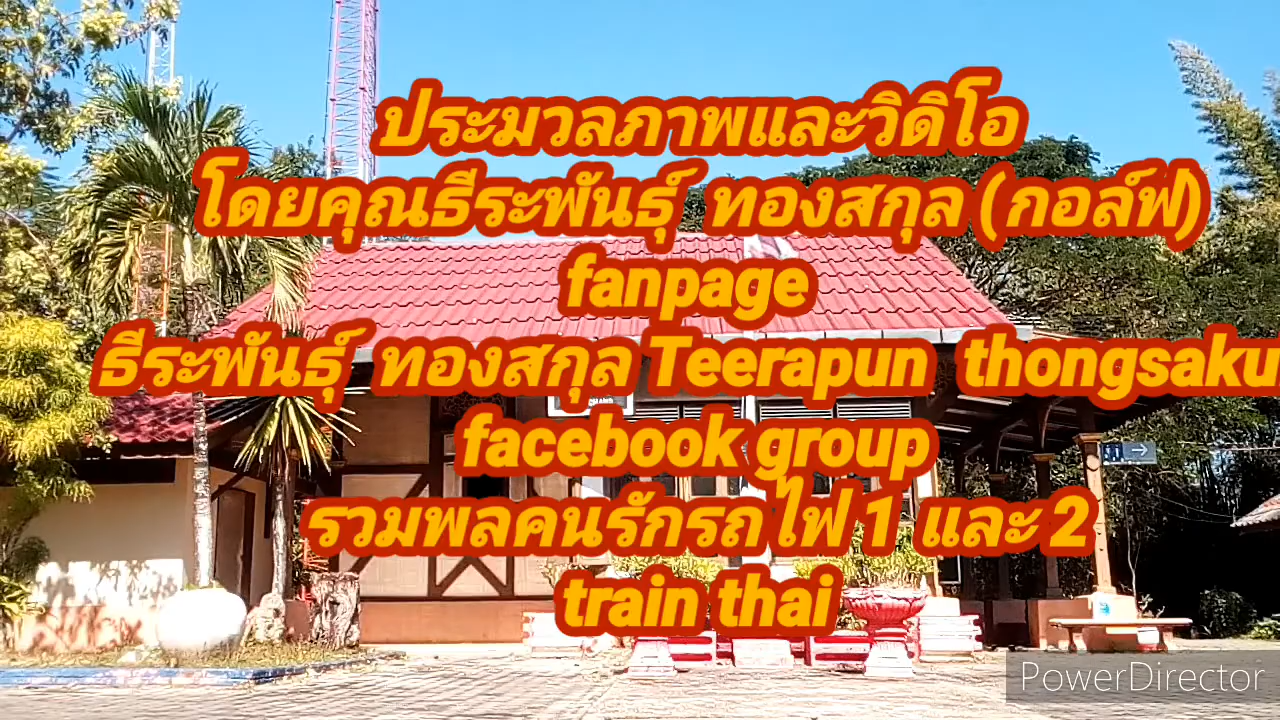 ประมวลภาพและวิดิโอ
โดยคุณธีระพันธุ์ ทองสกุล (กอล์ฟ)
fanpage
ธีระพันธุ์ ทองสกุล Teerapun thongsaku
facebook group
รวมพลคนรักรถไฟ 1 และ 2
train thai
PowerDirector